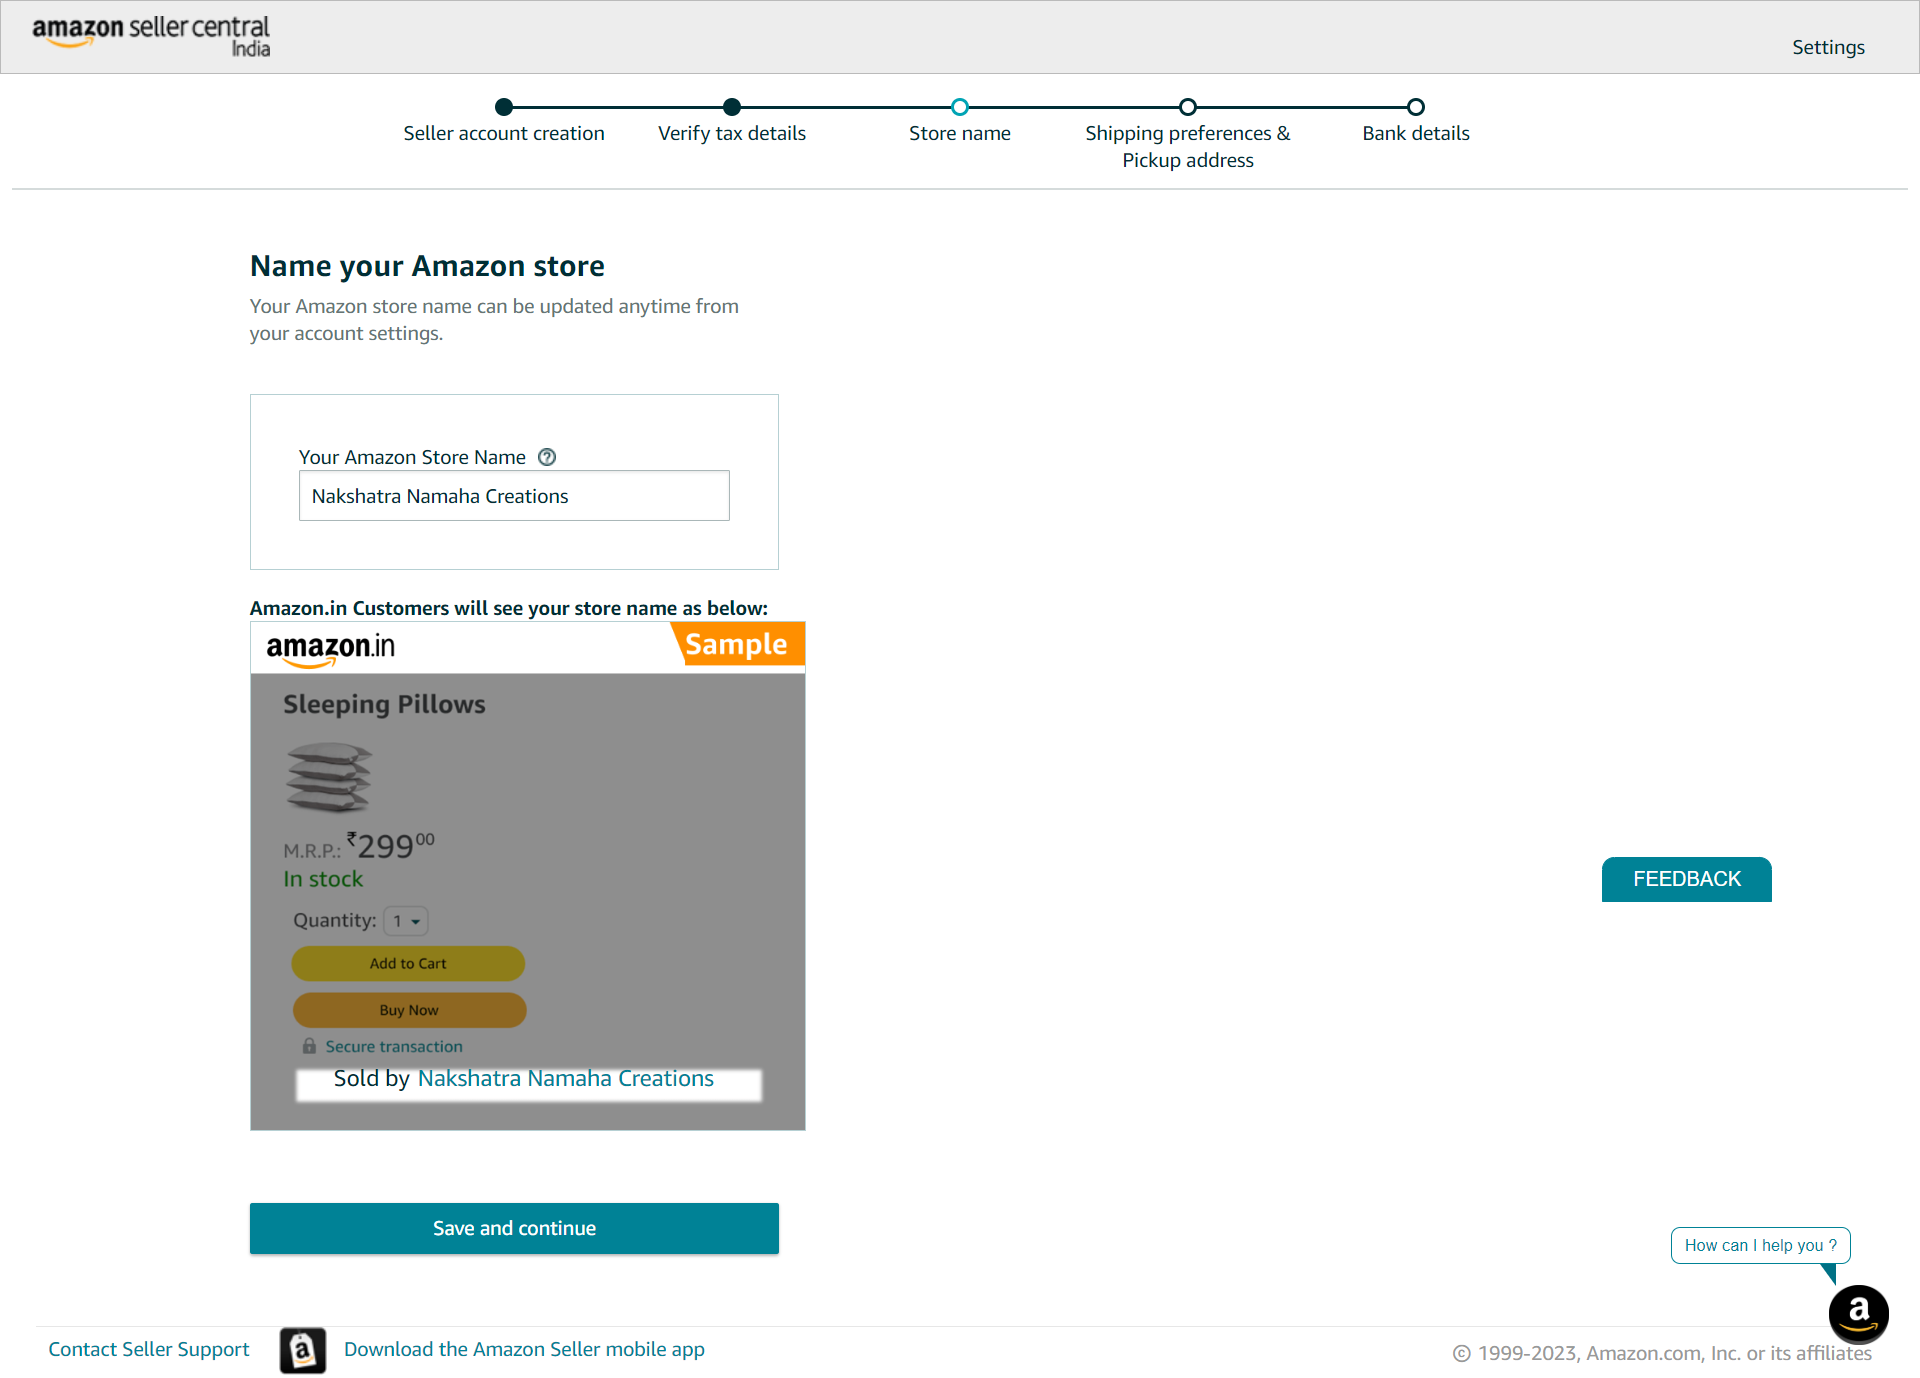 amazon seller central
India
Settings
Seller account creation
Verify tax details
Store name
Shipping preferences &
Pickup address
Bank details
Name your Amazon store
Your Amazon store name can be updated anytime from
your account settings.
Your Amazon Store Name ?
Nakshatra Namaha Creations
Amazon.in Customers will see your store name as below:
amazon.in
Sample
Sleeping Pillows
M.R.P.: ₹299 00
In stock
Quantity: 1
Add to Cart
Buy Now
Secure transaction
Sold by Nakshatra Namaha Creations
FEEDBACK
Save and continue
How can I help you ?
a
Contact Seller Support
a
Download the Amazon Seller mobile app
© 1999-2023, Amazon.com, Inc. or its affiliates